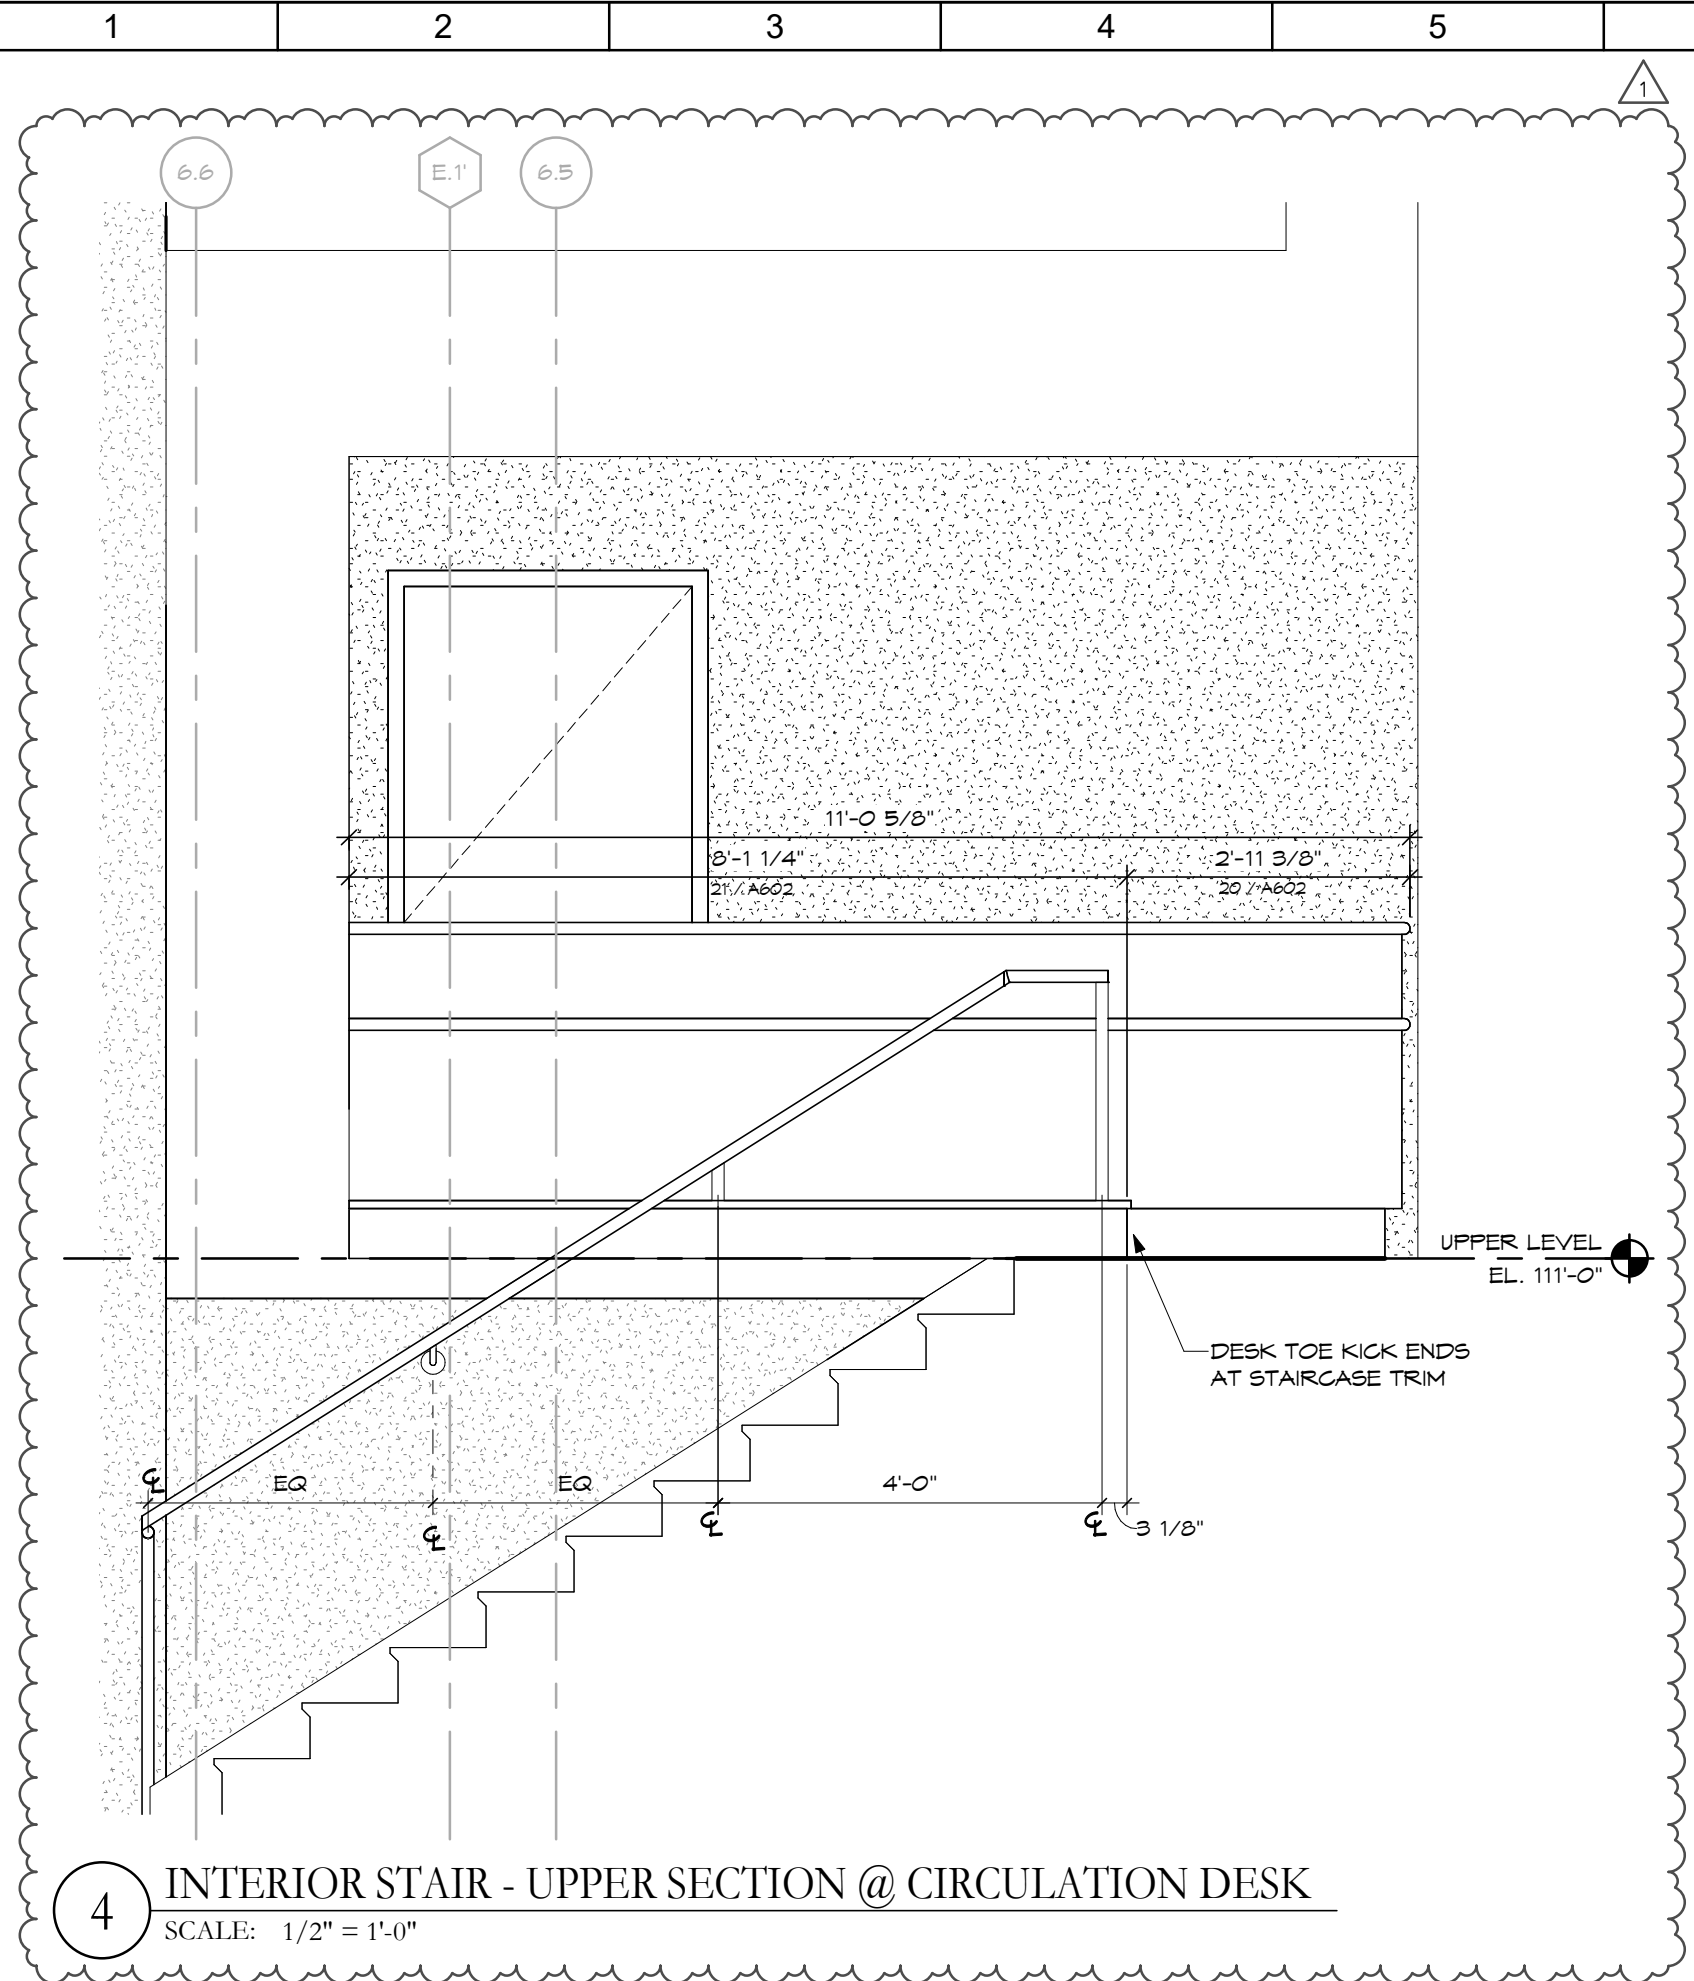 1 2 3 4 5
1
6.6 E.1' 6.5
11'-0 5/8"
8'-1 1/4" 2'-11 3/8"
21 / A602 20 / A602
UPPER LEVEL
EL. 111'-0"
DESK TOE KICK ENDS
AT STAIRCASE TRIM
℄ EQ EQ 4'-0"
℄ ℄ ℄ 3 1/8"
4 INTERIOR STAIR - UPPER SECTION @ CIRCULATION DESK
SCALE: 1/2" = 1'-0"